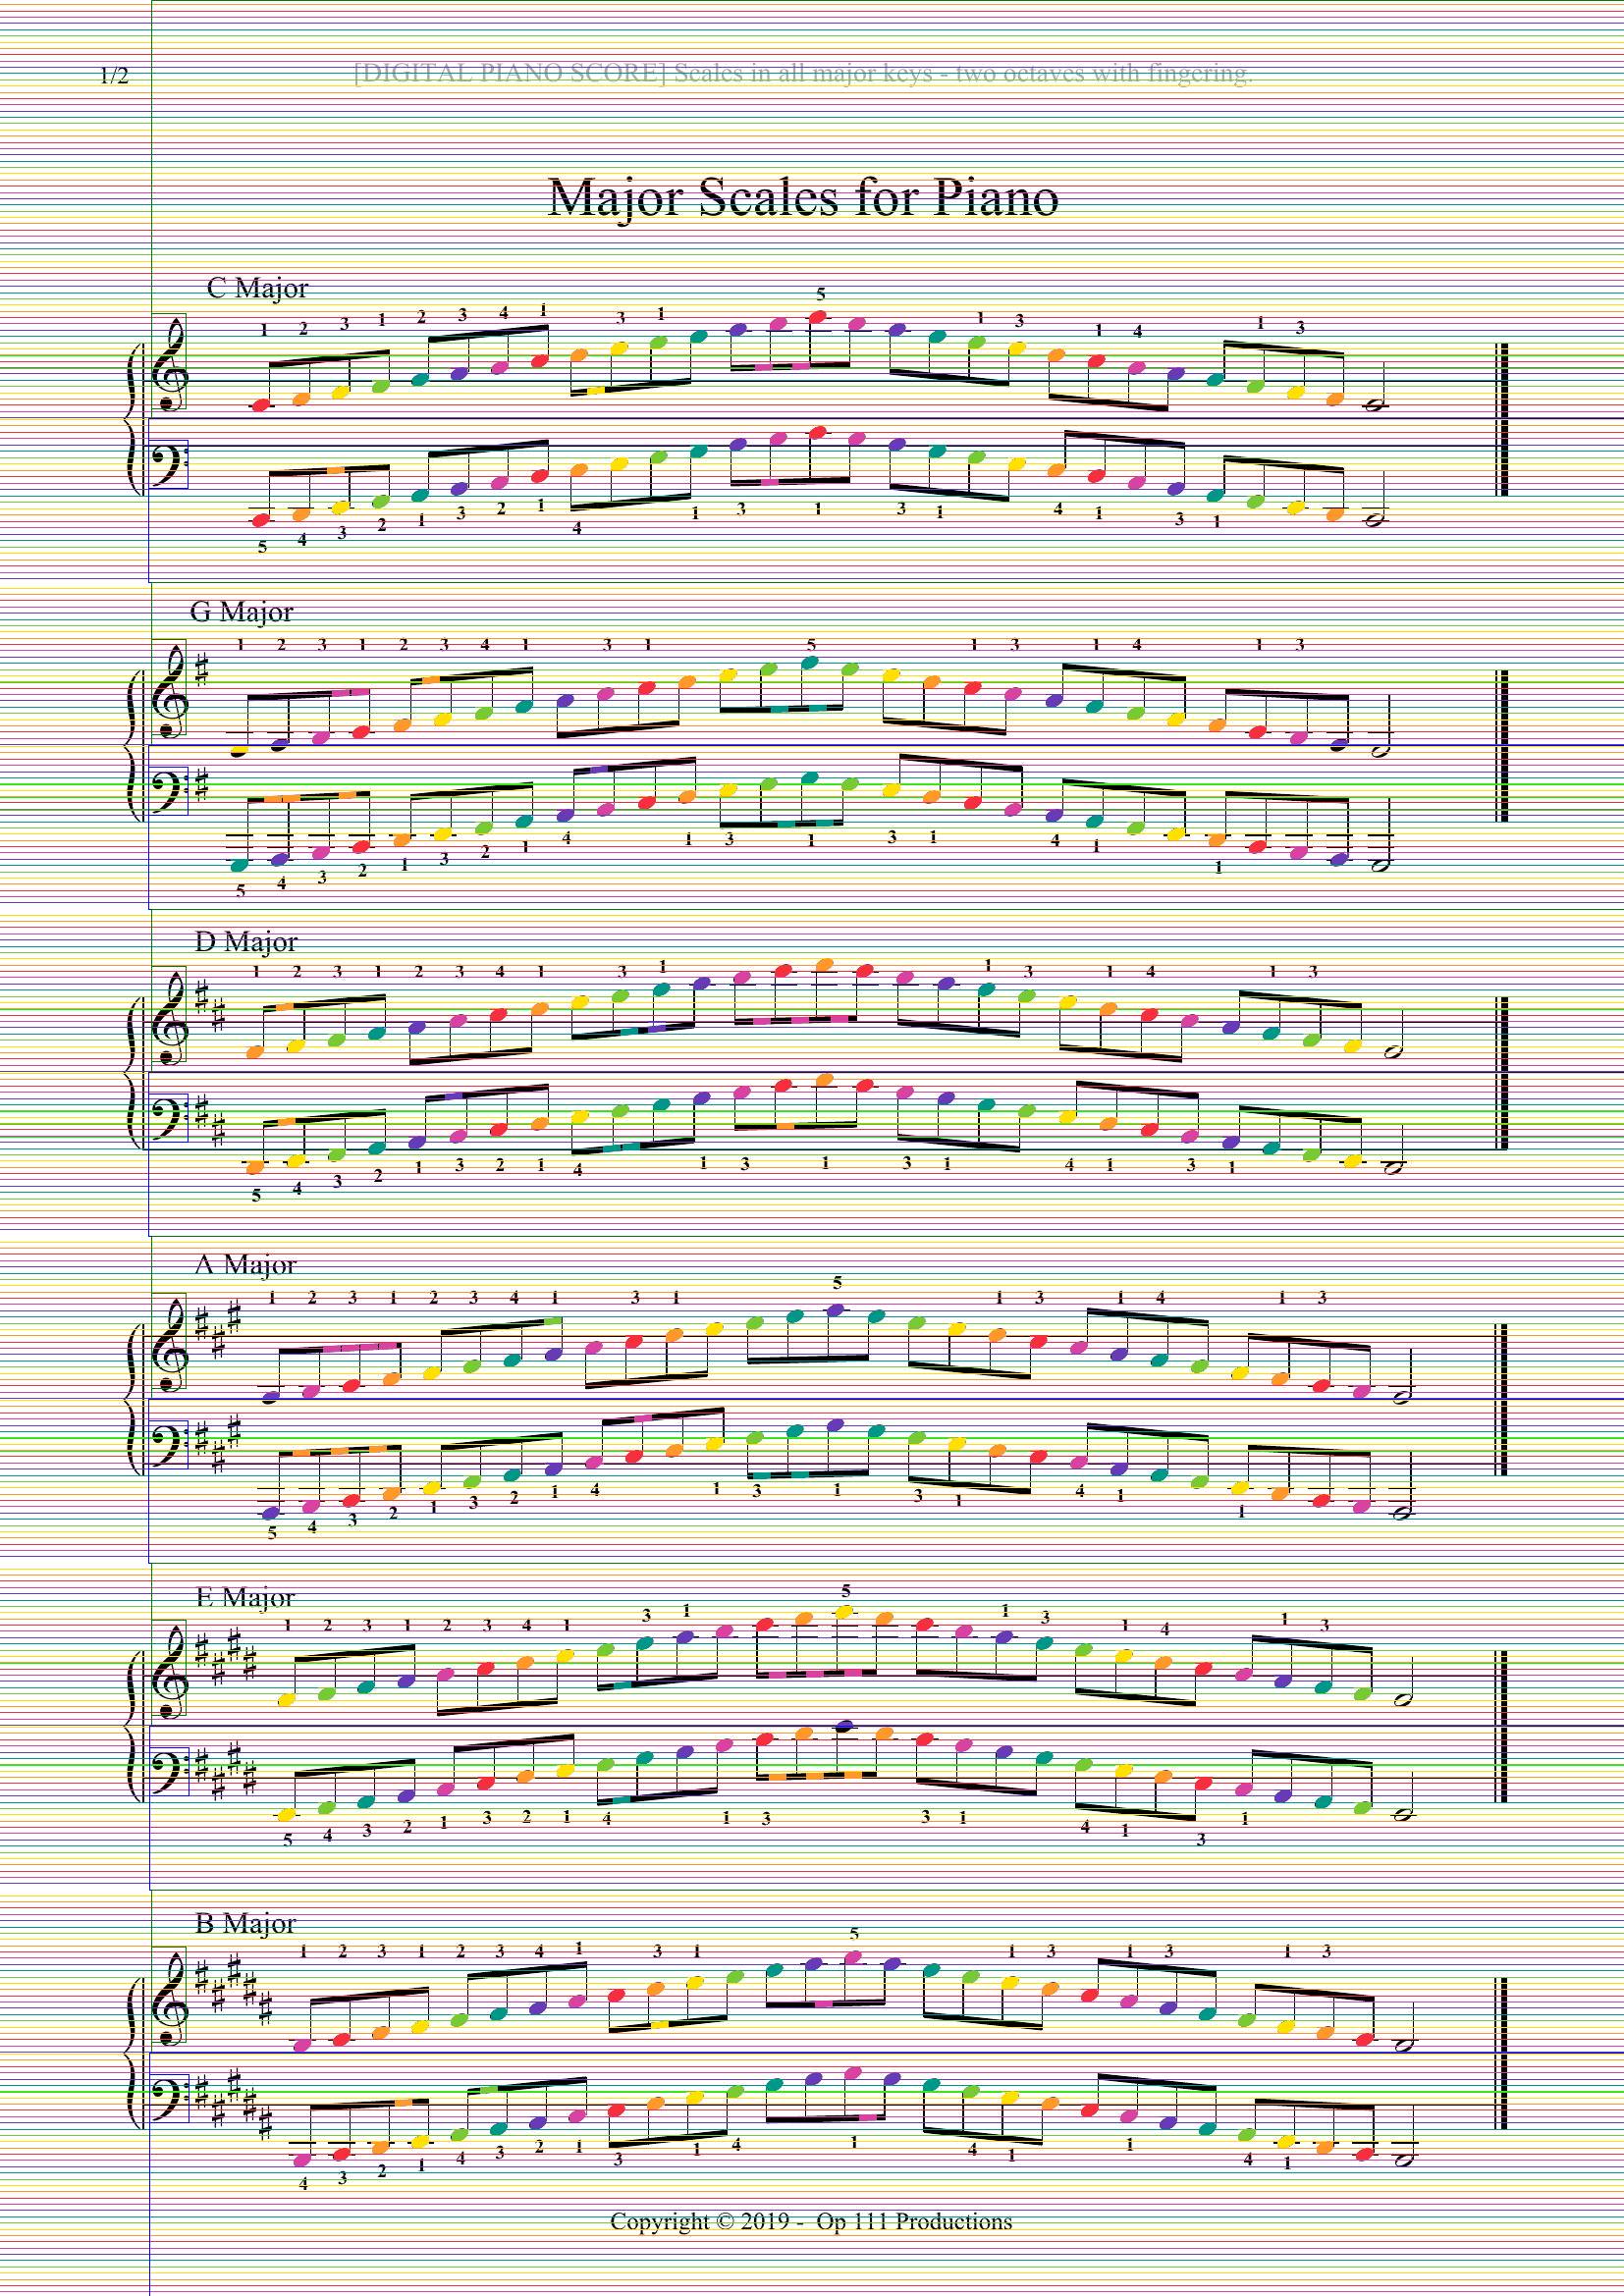 1/2
[DIGITAL PIANO SCORE] Scales in all major keys - two octaves with fingering.
Major Scales for Piano
C Major
1 2 3 1 2 3 4 1 3 1 5 1 3 1 4 1 3
5 4 3 2 1 3 2 1 4 1 3 1 3 1 4 1 3 1
G Major
1 2 3 1 2 3 4 1 3 1 5 1 3 1 4 1 3
5 4 3 2 1 3 2 1 4 1 3 1 3 1 4 1 1
D Major
1 2 3 1 2 3 4 1 3 1 1 3 1 4 1 3
5 4 3 2 1 3 2 1 4 1 3 1 3 1 4 1 3 1
A Major
1 2 3 1 2 3 4 1 3 1 5 1 3 1 4 1 3
5 4 3 2 1 3 2 1 4 1 3 1 3 1 4 1 1
E Major
1 2 3 1 2 3 4 1 3 1 5 1 3 1 4 1 3
5 4 3 2 1 3 2 1 4 1 3 3 1 4 1 3 1
B Major
1 2 3 1 2 3 4 1 3 1 5 1 3 1 3 1 3
4 3 2 1 4 3 2 1 3 1 4 1 4 1 1 4 1
Copyright © 2019 - Op 111 Productions